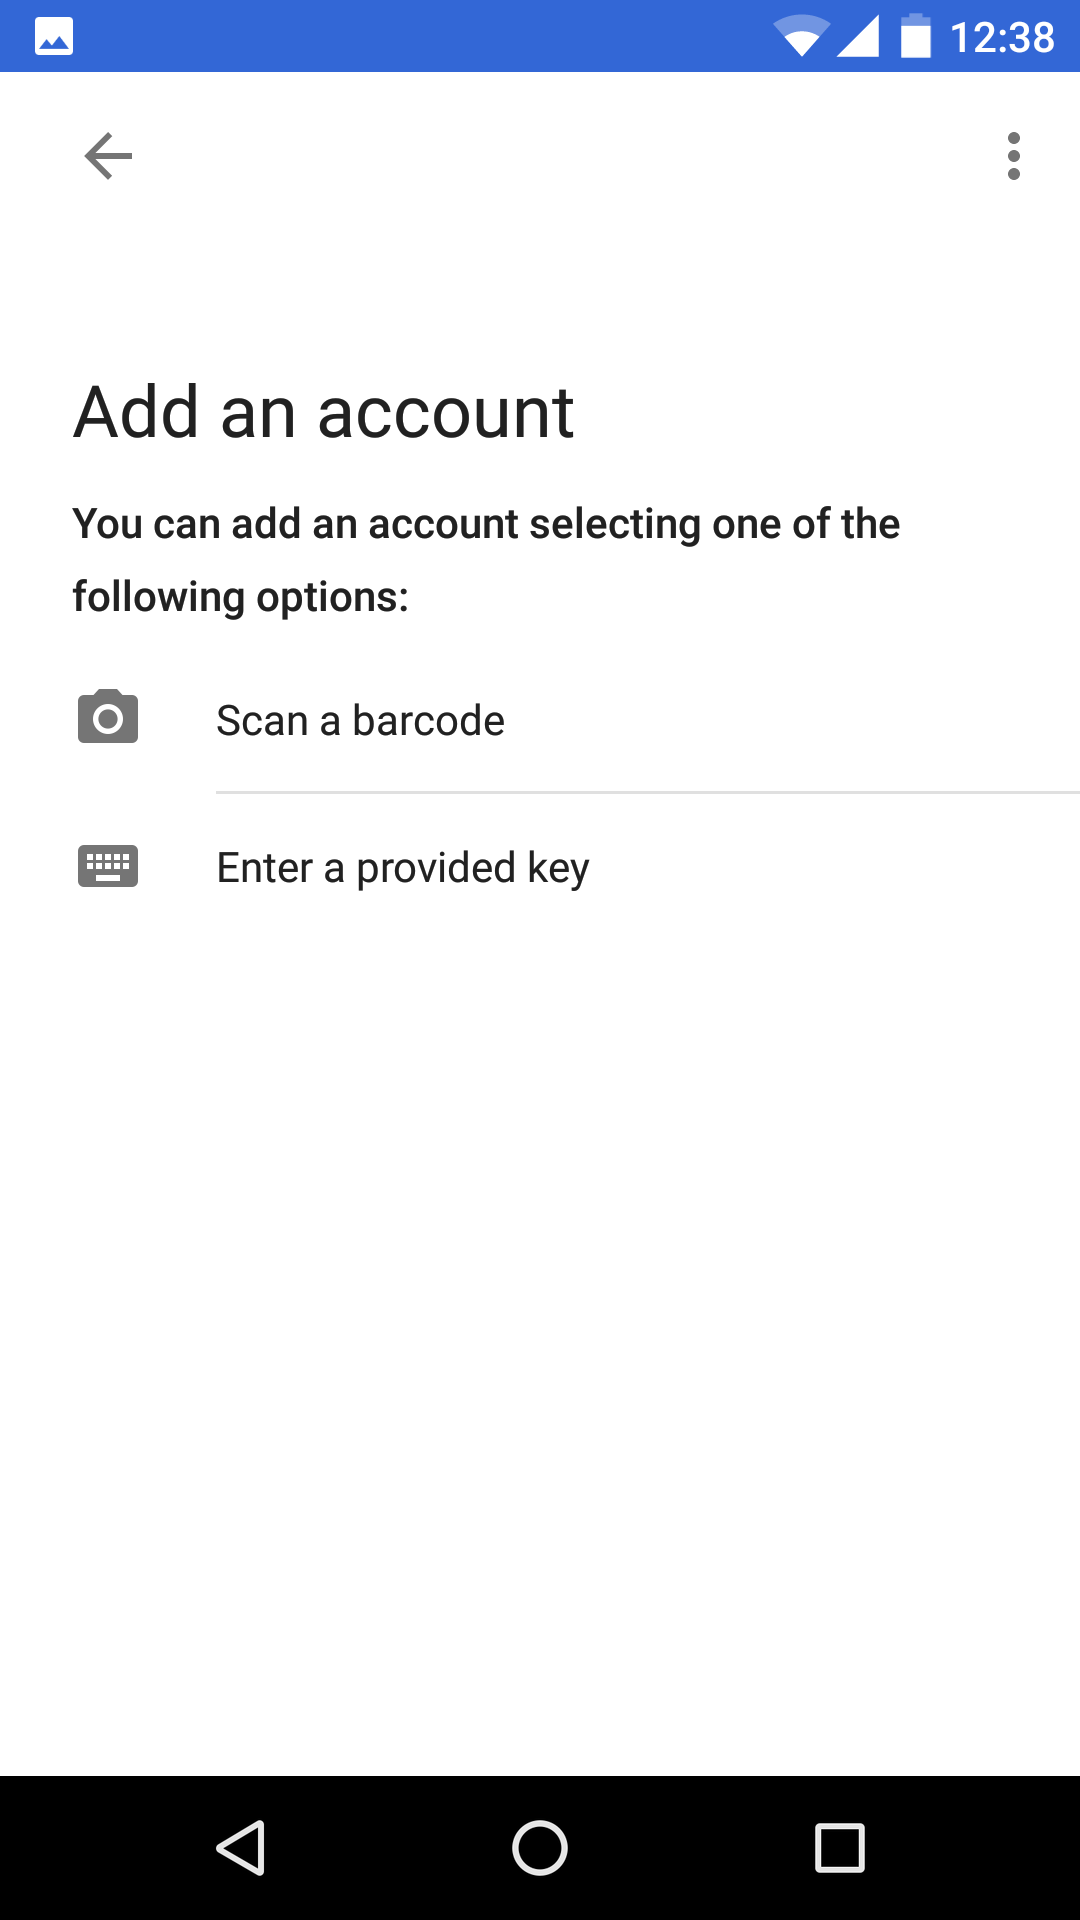 12:38
Add an account
You can add an account selecting one of the
following options:
Scan a barcode
Enter a provided key